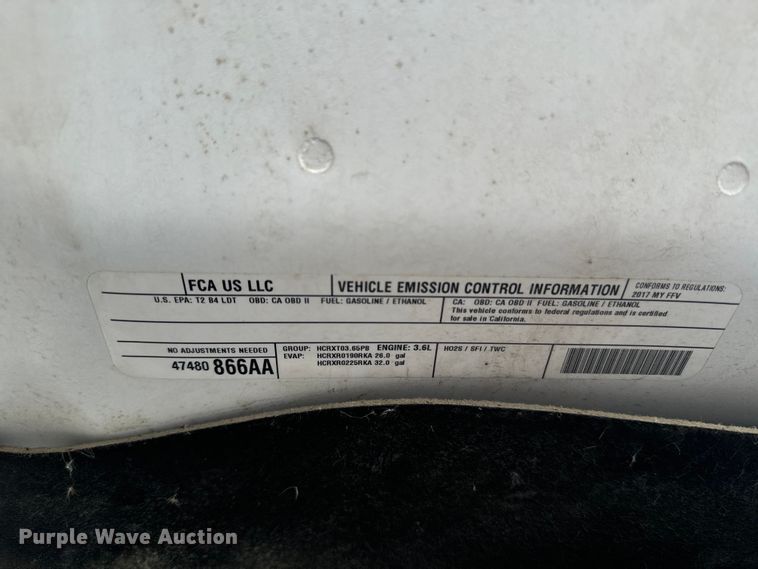 FCA US LLC
VEHICLE EMISSION CONTROL INFORMATION
CONFORMS TO REGULATIONS:
2017 MY FFV
U.S. EPA: T2 B4 LDT OBD: CA OBD II FUEL: GASOLINE / ETHANOL
CA: OBD: CA OBD II FUEL: GASOLINE / ETHANOL
This vehicle conforms to federal regulations and is certified
for sale in California.
NO ADJUSTMENTS NEEDED
47480 866AA
GROUP: HCRXT03.65P8 ENGINE: 3.6L
EVAP: HCRXR0190RKA 26.0 gal
HCRXR0225RKA 32.0 gal
HO2S / SFI / TWC
Purple Wave Auction